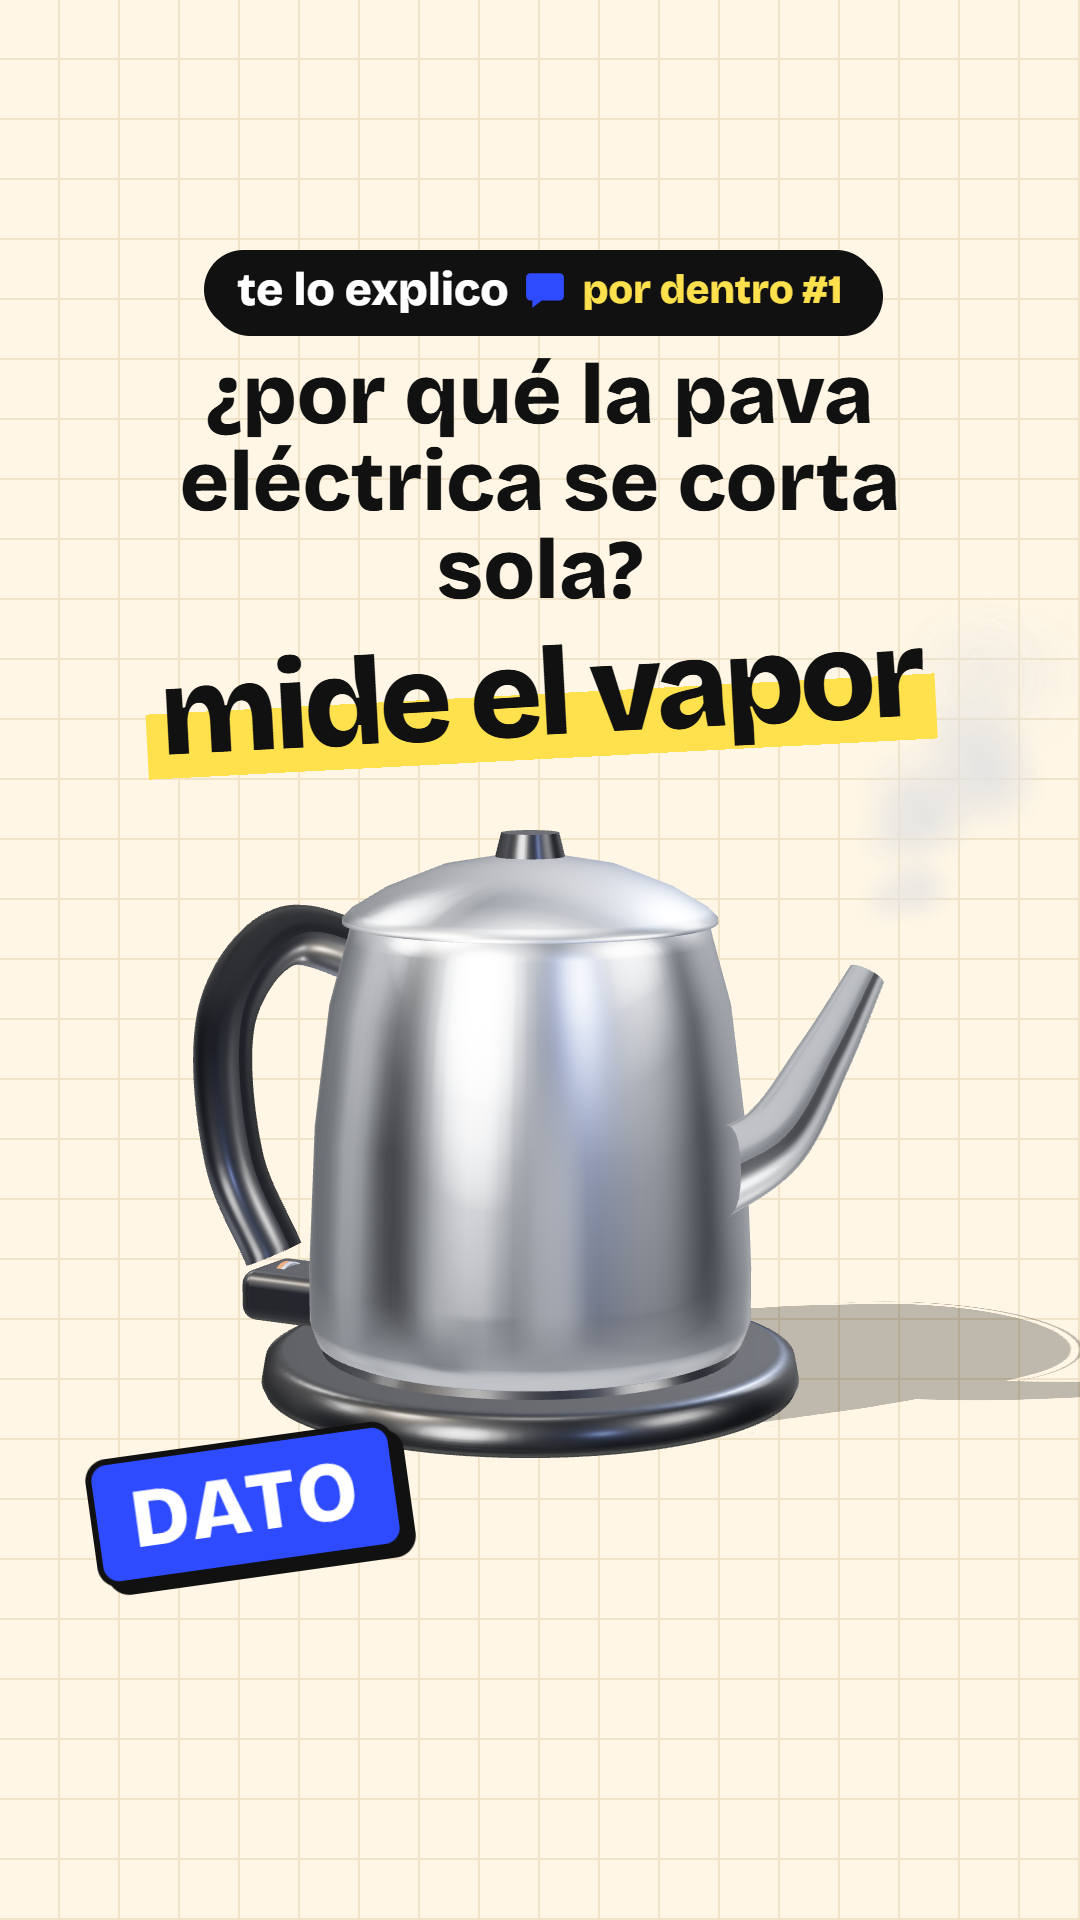 te lo explico por dentro #1
¿por qué la pava
eléctrica se corta
sola?
mide el vapor
DATO